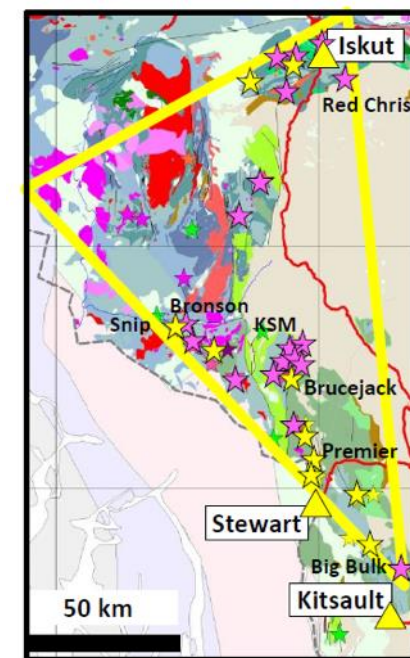 Iskut
Red Chris
Bronson
Snip
KSM
Brucejack
Premier
Stewart
Big Bulk
Kitsault
50 km